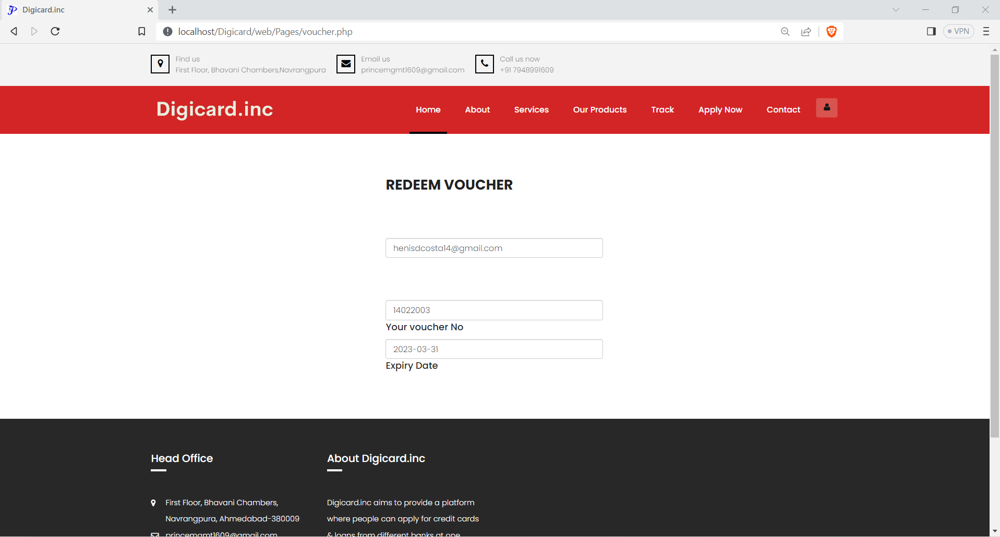 Digicard.inc
localhost/Digicard/web/Pages/voucher.php
VPN
Find us
First Floor, Bhavani Chambers,Navrangpura
Email us
princemgmt1609@gmail.com
Call us now
+91 7948991609
Digicard.inc
Home
About
Services
Our Products
Track
Apply Now
Contact
REDEEM VOUCHER
henisdcosta14@gmail.com
14022003
Your voucher No
2023-03-31
Expiry Date
Head Office
First Floor, Bhavani Chambers,
Navrangpura, Ahmedabad-380009
princemgmt1609@gmail.com
About Digicard.inc
Digicard.inc aims to provide a platform
where people can apply for credit cards
& loans from different banks at one